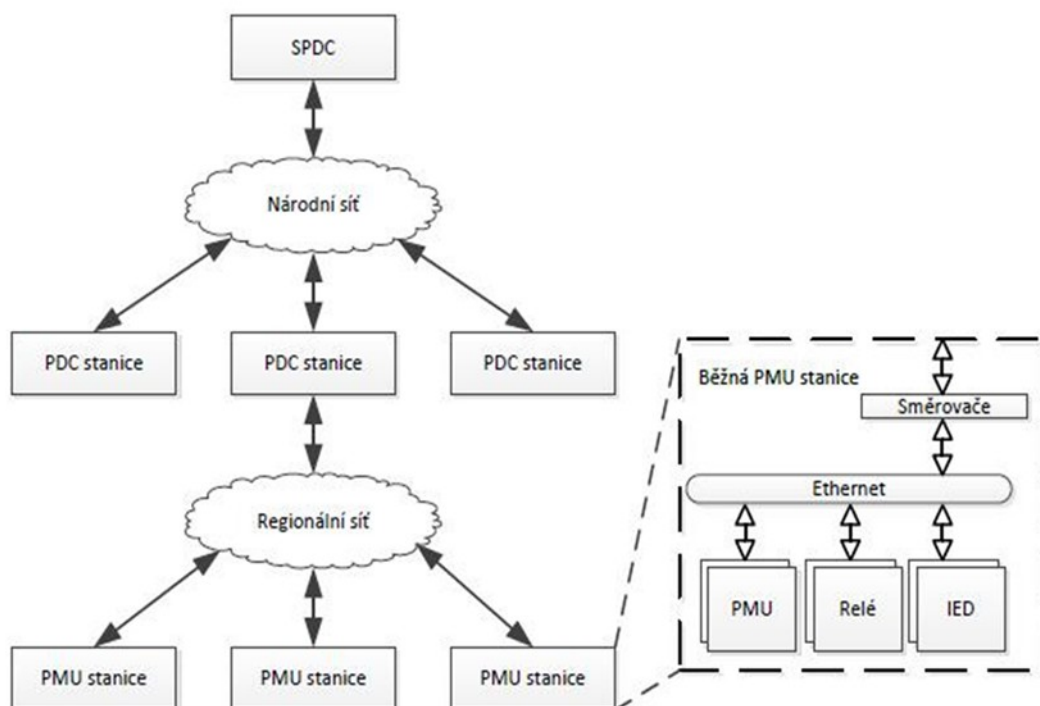 SPDC
Národní síť
PDC stanice
PDC stanice
PDC stanice
Regionální síť
PMU stanice
PMU stanice
PMU stanice
Běžná PMU stanice
Směrovače
Ethernet
PMU
Relé
IED